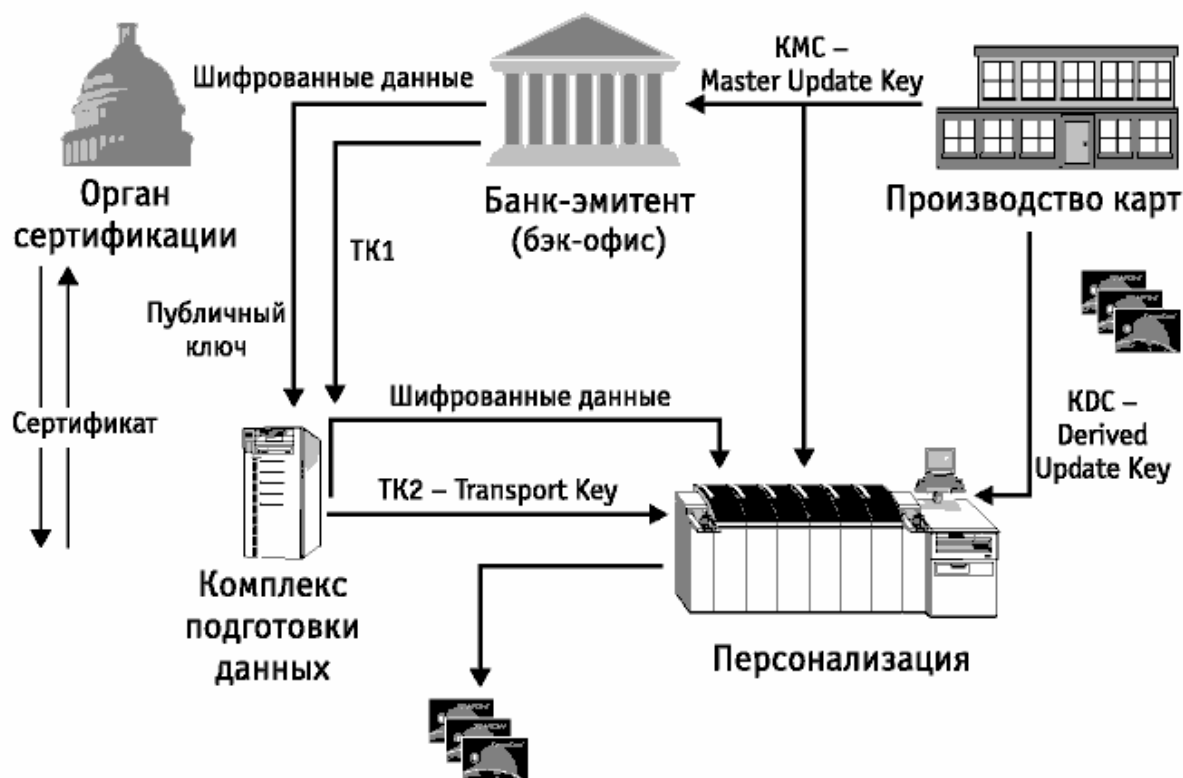 Шифрованные данные
КМС –
Master Update Key
Орган
сертификации
Банк-эмитент
(бэк-офис)
Производство карт
ТК1
Публичный
ключ
Сертификат
Шифрованные данные
KDC –
Derived
Update Key
ТК2 – Transport Key
Комплекс
подготовки
данных
Персонализация